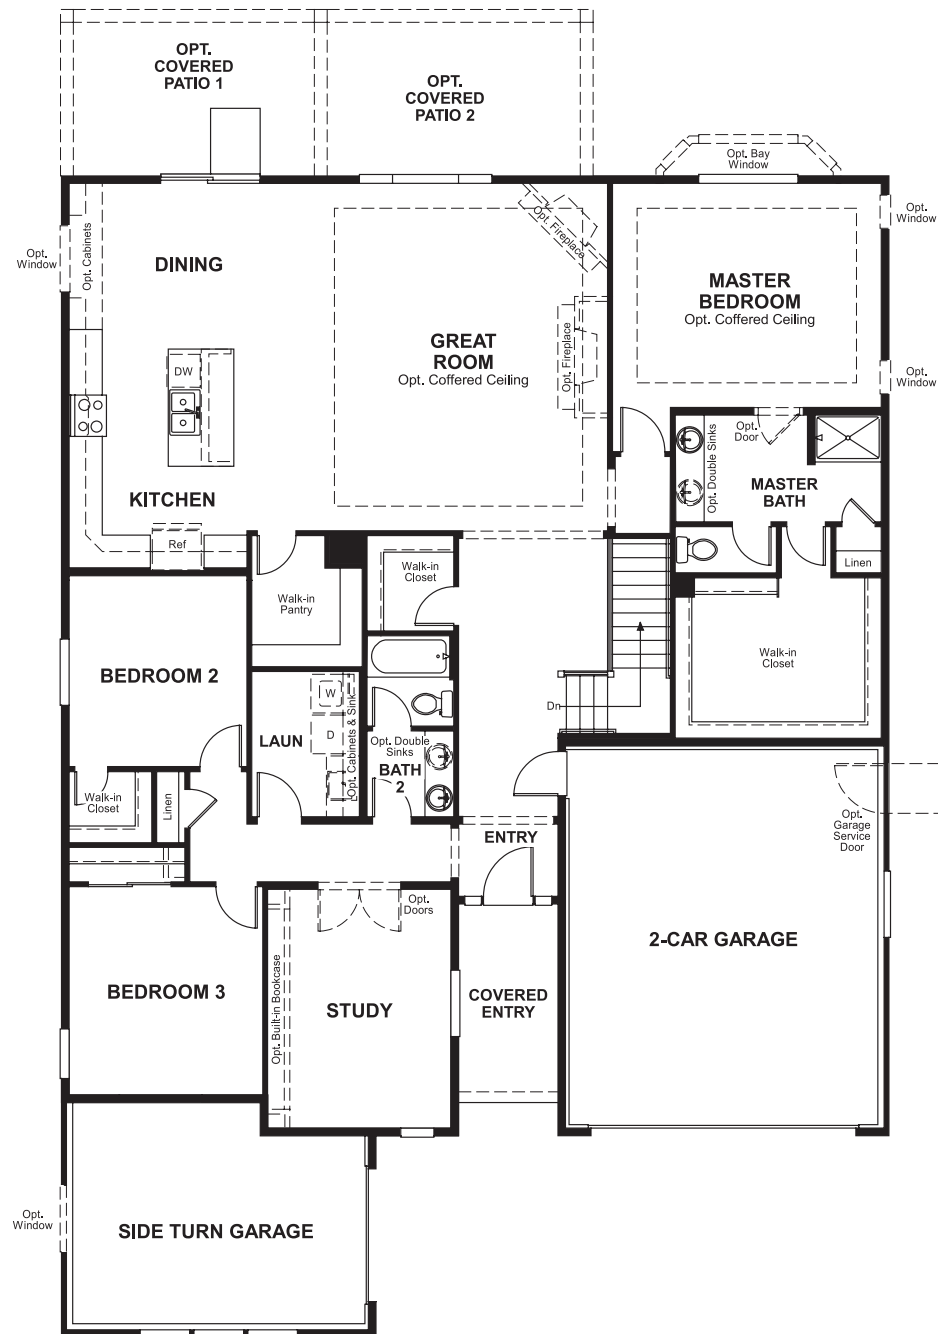 OPT.
COVERED
PATIO 1
OPT.
COVERED
PATIO 2
Opt. Bay
Window
Opt.
Window
Opt.
Window
Opt. Cabinets
DINING
Opt. Fireplace
MASTER
BEDROOM
Opt. Coffered Ceiling
GREAT
ROOM
Opt. Coffered Ceiling
Opt. Fireplace
DW
Opt.
Window
Opt.
Door
Opt. Double Sinks
MASTER
BATH
KITCHEN
Ref
Walk-in
Closet
Linen
Walk-in
Pantry
Walk-in
Closet
BEDROOM 2
W
D
LAUN
Opt. Cabinets & Sink
Dn
Opt. Double
Sinks
BATH
2
Walk-in
Closet
Linen
ENTRY
Opt.
Garage
Service
Door
Opt.
Doors
2-CAR GARAGE
BEDROOM 3
Opt. Built-in Bookcase
STUDY
COVERED
ENTRY
Opt.
Window
SIDE TURN GARAGE